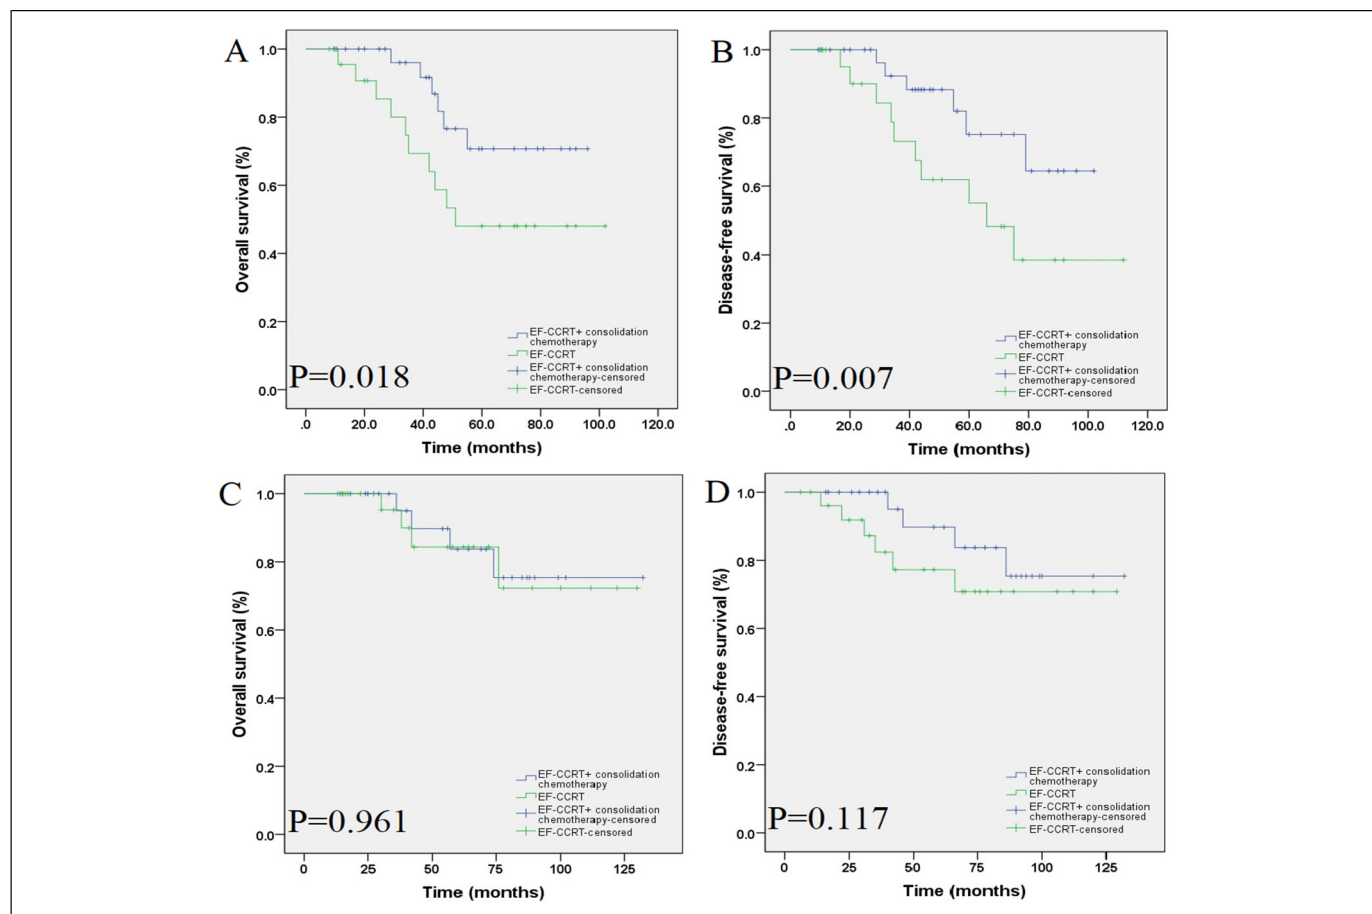 A
Overall survival (%)
1.0
0.8
0.6
0.4
0.2
0.0
EF-CCRT+ consolidation
chemotherapy
EF-CCRT
EF-CCRT+ consolidation
chemotherapy-censored
EF-CCRT-censored
P=0.018
.0 20.0 40.0 60.0 80.0 100.0 120.0
Time (months)
B
Disease-free survival (%)
1.0
0.8
0.6
0.4
0.2
0.0
EF-CCRT+ consolidation
chemotherapy
EF-CCRT
EF-CCRT+ consolidation
chemotherapy-censored
EF-CCRT-censored
P=0.007
.0 20.0 40.0 60.0 80.0 100.0 120.0
Time (months)
C
Overall survival (%)
1.0
0.8
0.6
0.4
0.2
0.0
EF-CCRT+ consolidation
chemotherapy
EF-CCRT
EF-CCRT+ consolidation
chemotherapy-censored
EF-CCRT-censored
P=0.961
0 25 50 75 100 125
Time (months)
D
Disease-free survival (%)
1.0
0.8
0.6
0.4
0.2
0.0
EF-CCRT+ consolidation
chemotherapy
EF-CCRT
EF-CCRT+ consolidation
chemotherapy-censored
EF-CCRT-censored
P=0.117
0 25 50 75 100 125
Time (months)